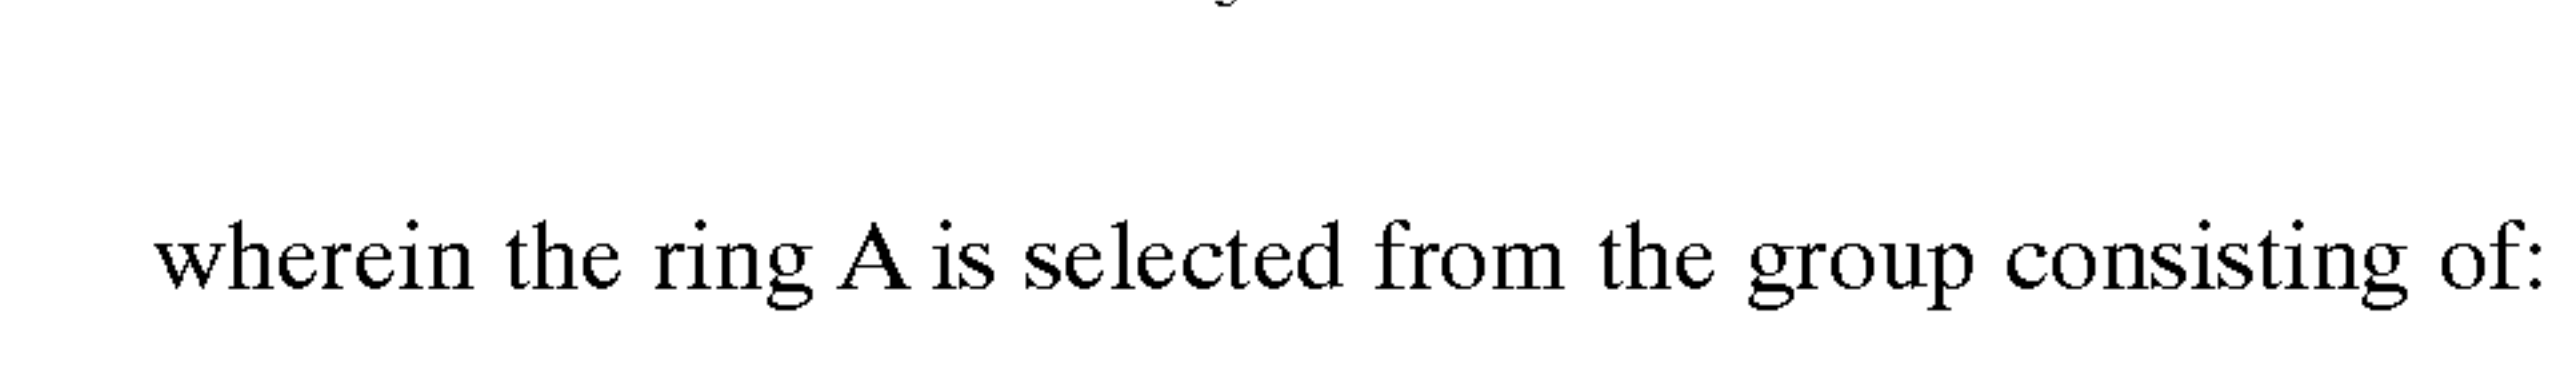 wherein the ring A is selected from the group consisting of: